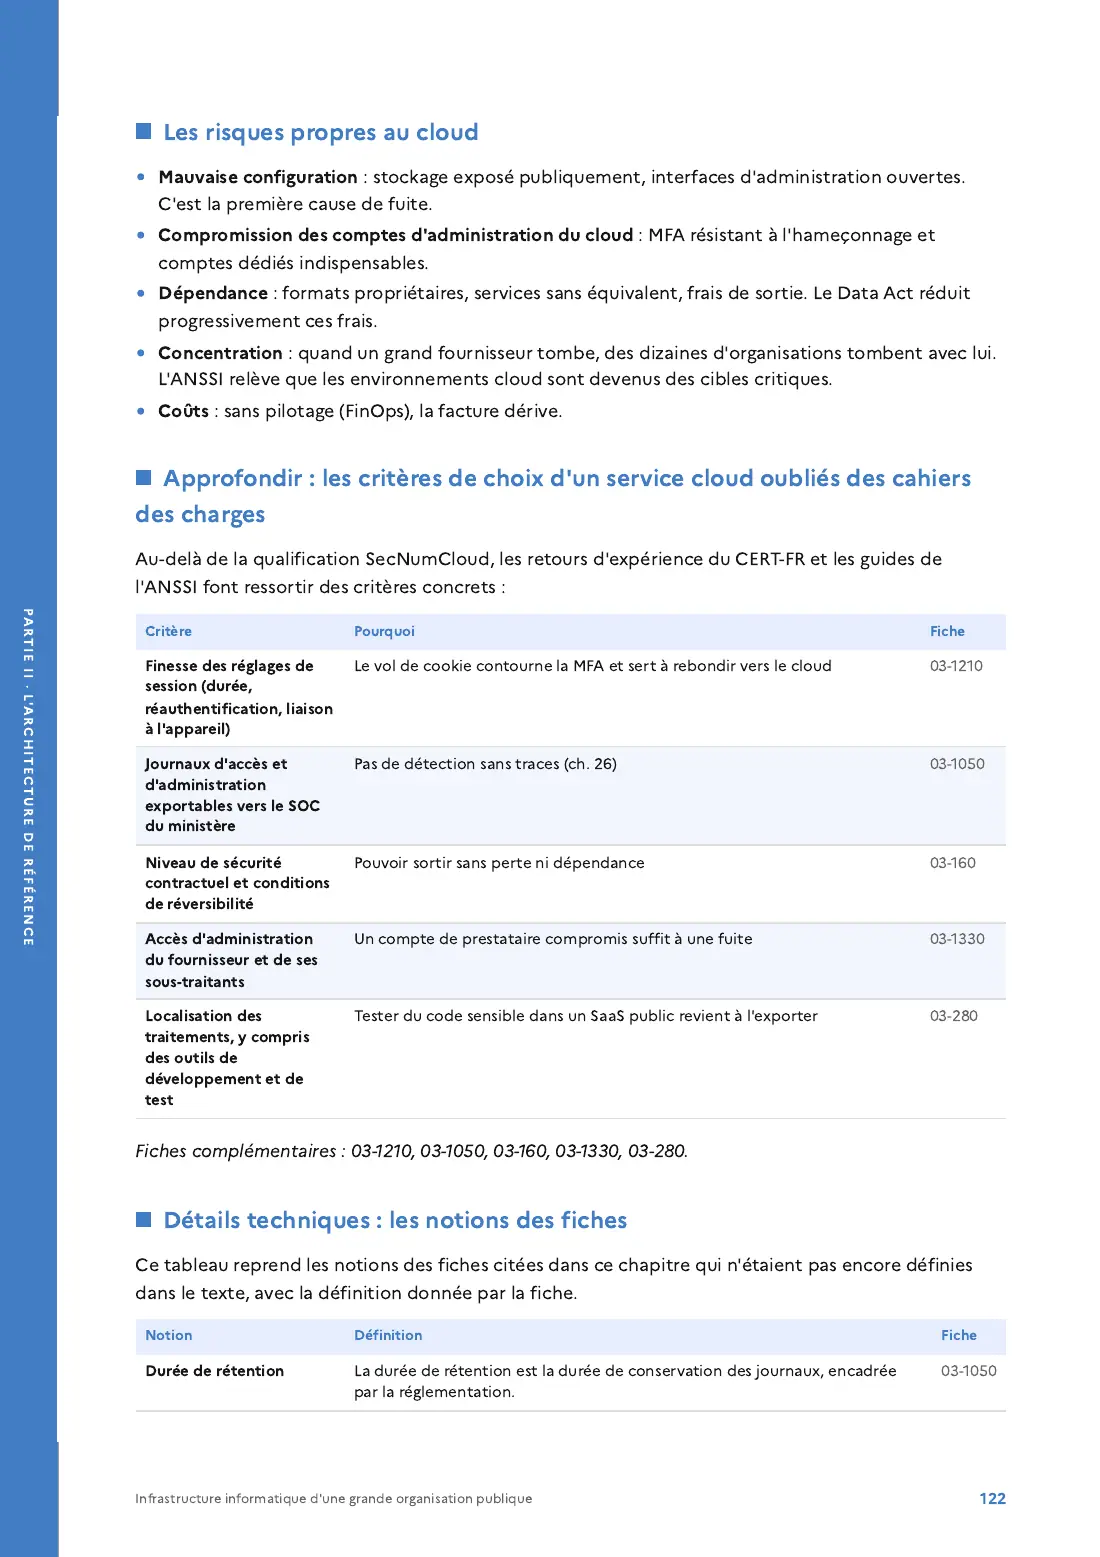 Les risques propres au cloud
Mauvaise configuration : stockage exposé publiquement, interfaces d'administration ouvertes.
C'est la première cause de fuite.
Compromission des comptes d'administration du cloud : MFA résistant à l'hameçonnage et
comptes dédiés indispensables.
Dépendance : formats propriétaires, services sans équivalent, frais de sortie. Le Data Act réduit
progressivement ces frais.
Concentration : quand un grand fournisseur tombe, des dizaines d'organisations tombent avec lui.
L'ANSSI relève que les environnements cloud sont devenus des cibles critiques.
Coûts : sans pilotage (FinOps), la facture dérive.
Approfondir : les critères de choix d'un service cloud oubliés des cahiers
des charges
Au-delà de la qualification SecNumCloud, les retours d'expérience du CERT-FR et les guides de
l'ANSSI font ressortir des critères concrets :
Critère Pourquoi Fiche
Finesse des réglages de Le vol de cookie contourne la MFA et sert à rebondir vers le cloud 03-1210
session (durée,
réauthentification, liaison
à l'appareil)
Journaux d'accès et Pas de détection sans traces (ch. 26) 03-1050
d'administration
exportables vers le SOC
du ministère
Niveau de sécurité Pouvoir sortir sans perte ni dépendance 03-160
contractuel et conditions
de réversibilité
Accès d'administration Un compte de prestataire compromis suffit à une fuite 03-1330
du fournisseur et de ses
sous-traitants
Localisation des Tester du code sensible dans un SaaS public revient à l'exporter 03-280
traitements, y compris
des outils de
développement et de
test
Fiches complémentaires : 03-1210, 03-1050, 03-160, 03-1330, 03-280.
Détails techniques : les notions des fiches
Ce tableau reprend les notions des fiches citées dans ce chapitre qui n'étaient pas encore définies
dans le texte, avec la définition donnée par la fiche.
Notion Définition Fiche
Durée de rétention La durée de rétention est la durée de conservation des journaux, encadrée 03-1050
par la réglementation.
Infrastructure informatique d'une grande organisation publique 122
PARTIE II · L'ARCHITECTURE DE RÉFÉRENCE